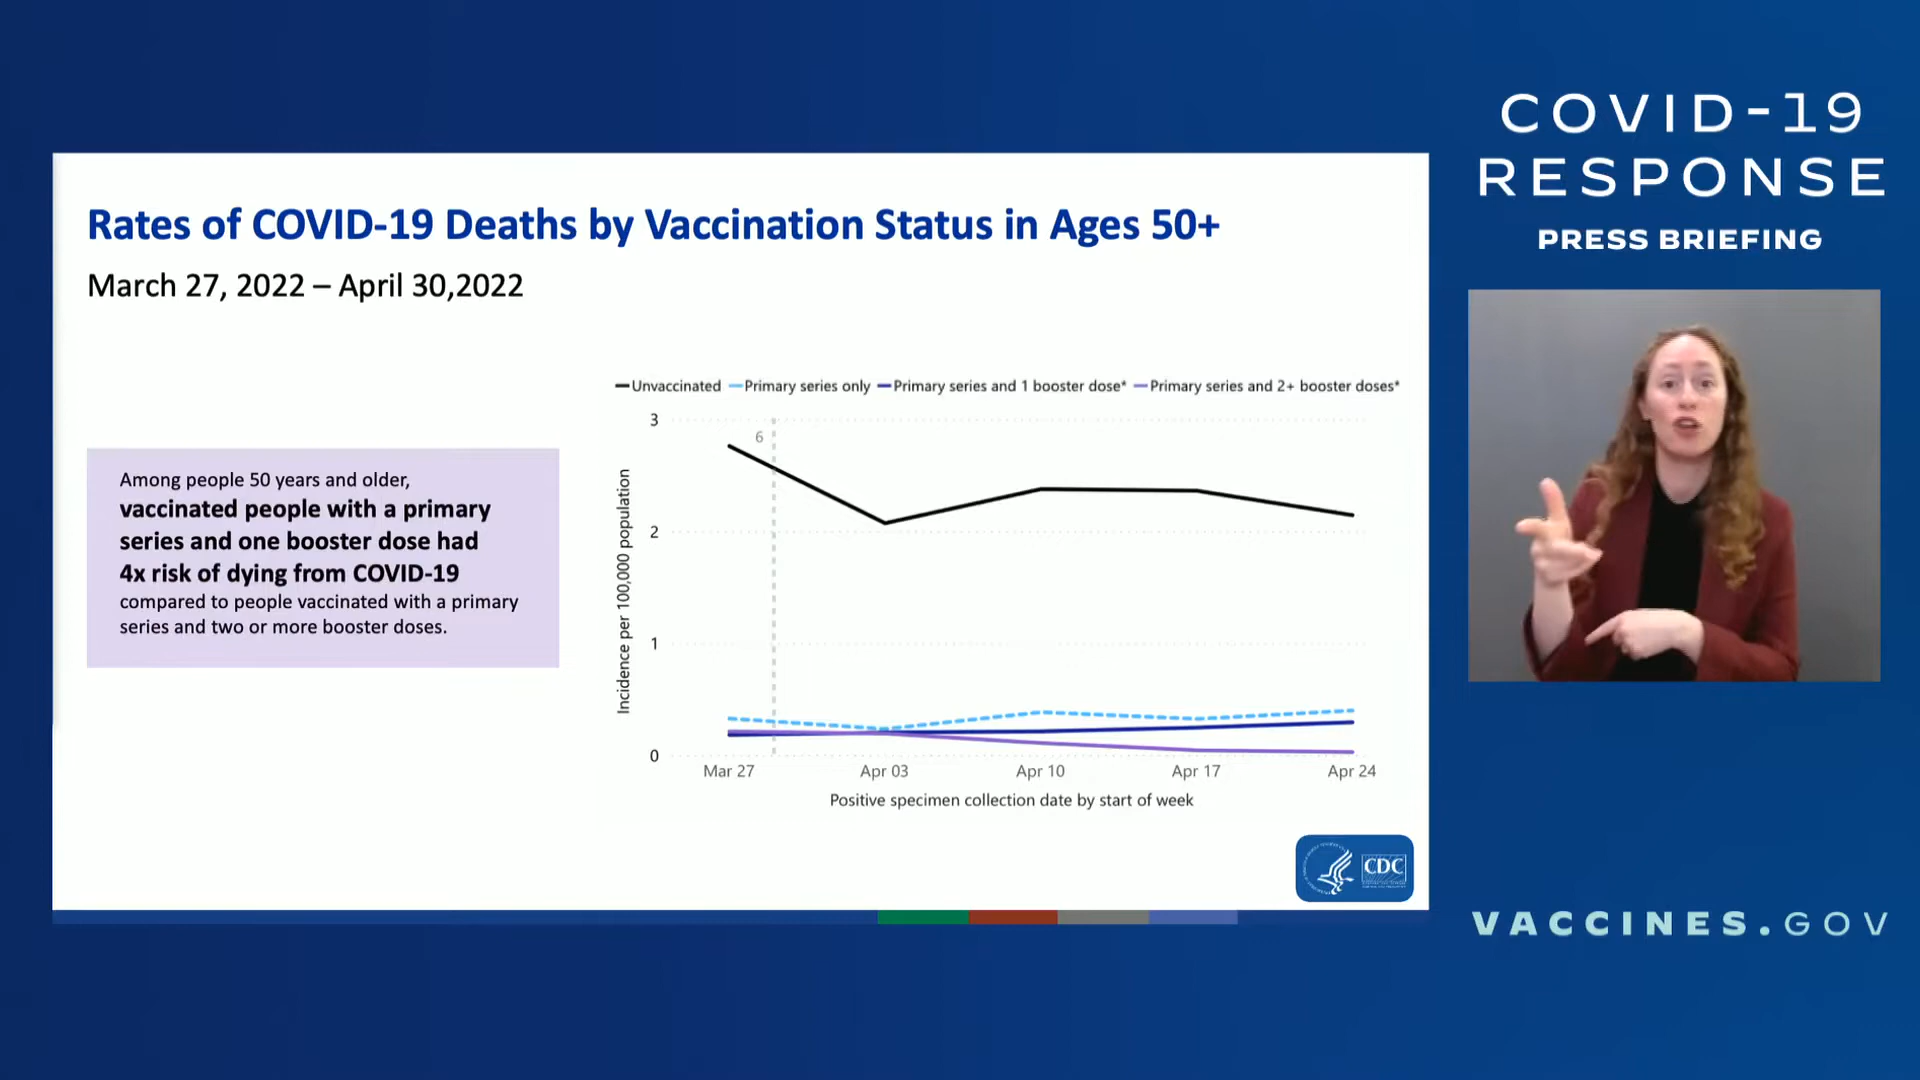 COVID-19
RESPONSE
PRESS BRIEFING
Rates of COVID-19 Deaths by Vaccination Status in Ages 50+
March 27, 2022 – April 30,2022
Among people 50 years and older,
vaccinated people with a primary
series and one booster dose had
4x risk of dying from COVID-19
compared to people vaccinated with a primary
series and two or more booster doses.
Unvaccinated Primary series only Primary series and 1 booster dose* Primary series and 2+ booster doses*
Incidence per 100,000 population
3
6
2
1
0
Mar 27 Apr 03 Apr 10 Apr 17 Apr 24
Positive specimen collection date by start of week
CDC
VACCINES.GOV